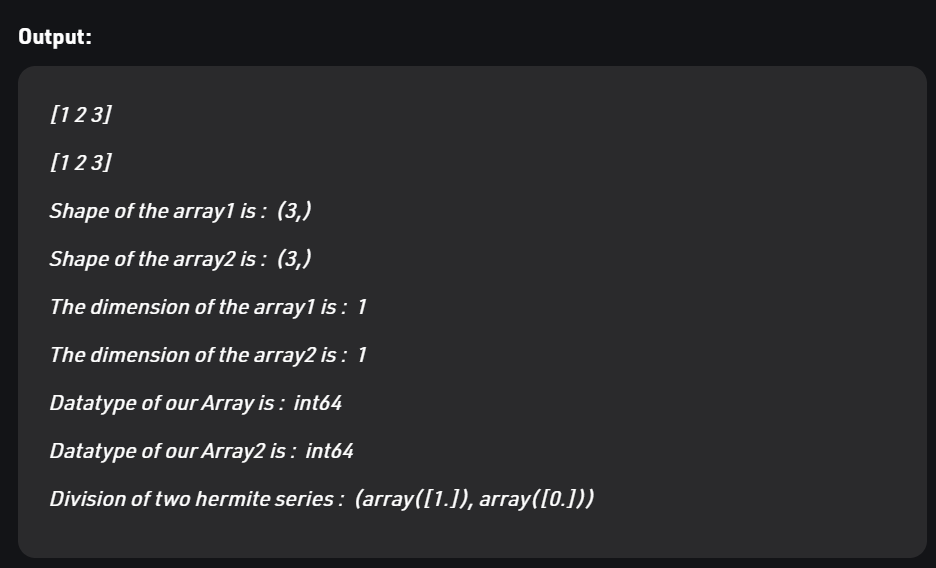 Output:
[1 2 3]
[1 2 3]
Shape of the array1 is :  (3,)
Shape of the array2 is :  (3,)
The dimension of the array1 is :  1
The dimension of the array2 is :  1
Datatype of our Array is :  int64
Datatype of our Array2 is :  int64
Division of two hermite series :  (array([1.]), array([0.]))